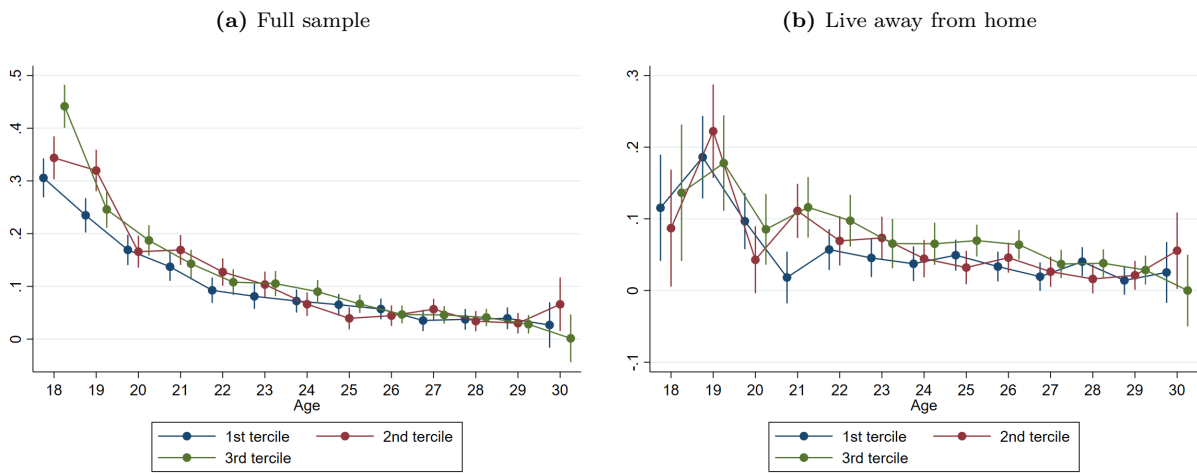 (a) Full sample
.5
.4
.3
.2
.1
0
18 19 20 21 22 23 24 25 26 27 28 29 30
Age
1st tercile 2nd tercile
3rd tercile
(b) Live away from home
.3
.2
.1
0
-.1
18 19 20 21 22 23 24 25 26 27 28 29 30
Age
1st tercile 2nd tercile
3rd tercile